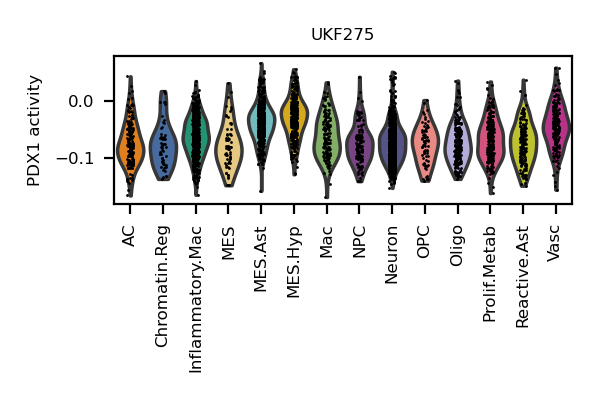 UKF275
PDX1 activity
0.0
−0.1
AC
Chromatin.Reg
Inflammatory.Mac
MES
MES.Ast
MES.Hyp
Mac
NPC
Neuron
OPC
Oligo
Prolif.Metab
Reactive.Ast
Vasc